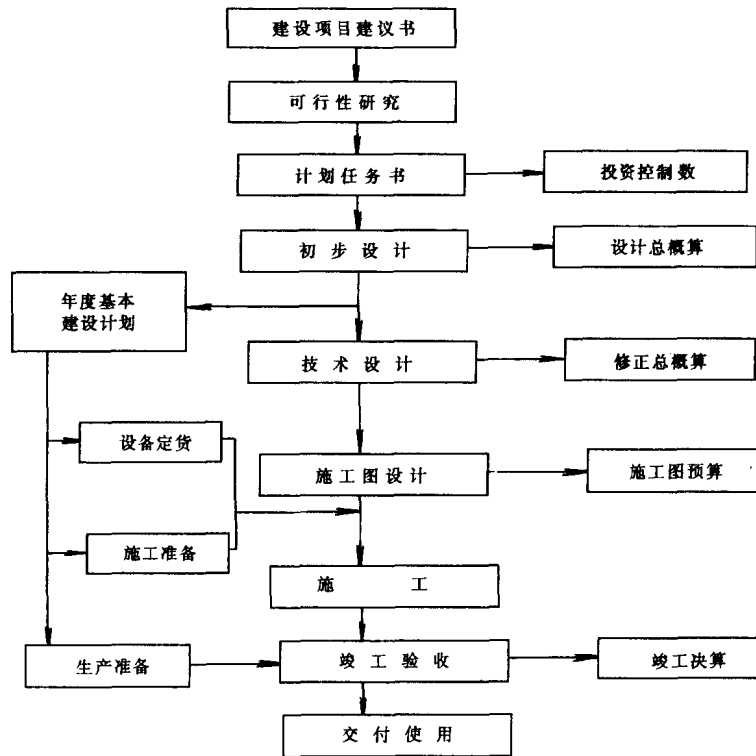 建设项目建议书
可行性研究
计划任务书
投资控制数
初步设计
设计总概算
年度基本
建设计划
技术设计
修正总概算
设备定货
施工图设计
施工图预算
施工准备
施工
生产准备
竣工验收
竣工决算
交付使用